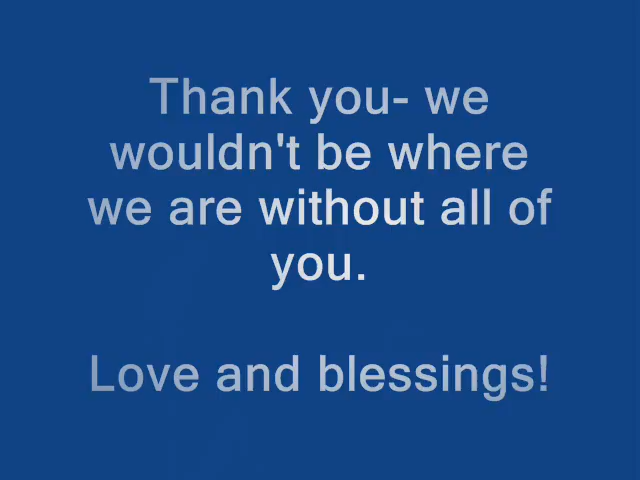 Thank you- we
wouldn't be where
we are without all of
you.
Love and blessings!